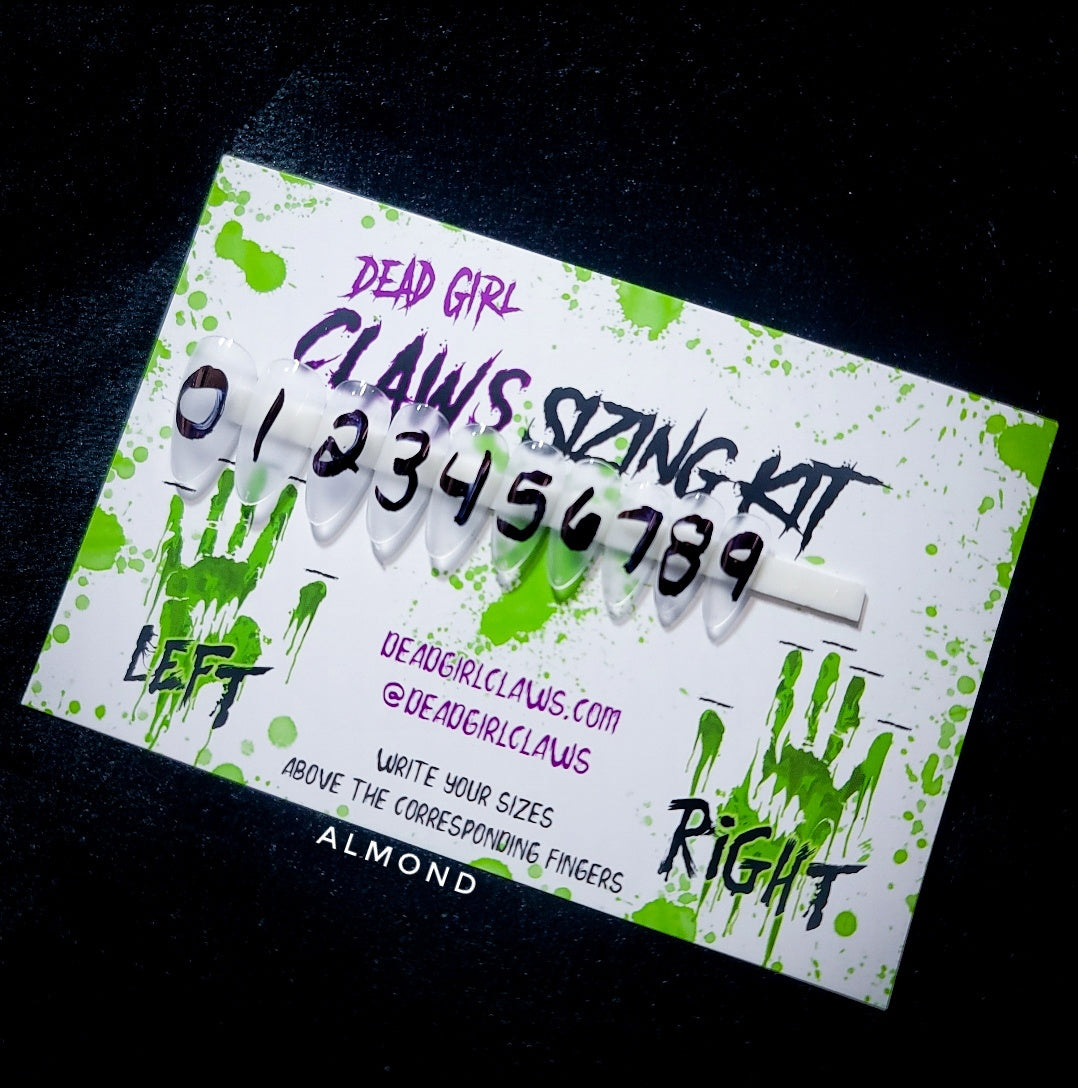 DEAD GIRL
CLAWS SIZING KIT
0 1 2 3 4 5 6 7 8 9
LEFT
DEADGIRLCLAWS.COM
@DEADGIRLCLAWS
WRITE YOUR SIZES
ABOVE THE CORRESPONDING FINGERS
RiGHT
ALMOND